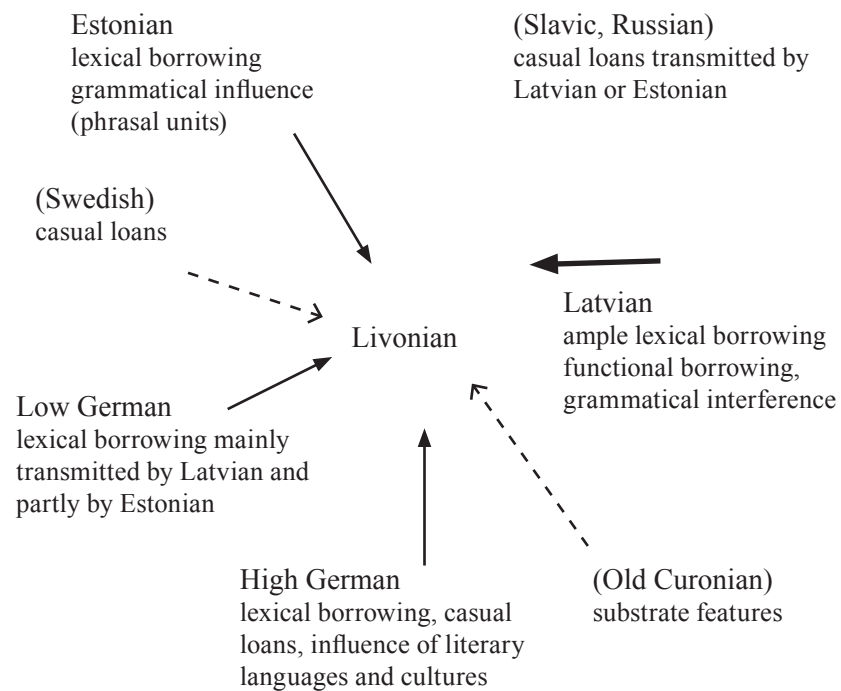 Estonian
lexical borrowing
grammatical influence
(phrasal units)
(Slavic, Russian)
casual loans transmitted by
Latvian or Estonian
(Swedish)
casual loans
Livonian
Latvian
ample lexical borrowing
functional borrowing,
grammatical interference
Low German
lexical borrowing mainly
transmitted by Latvian and
partly by Estonian
High German
lexical borrowing, casual
loans, influence of literary
languages and cultures
(Old Curonian)
substrate features